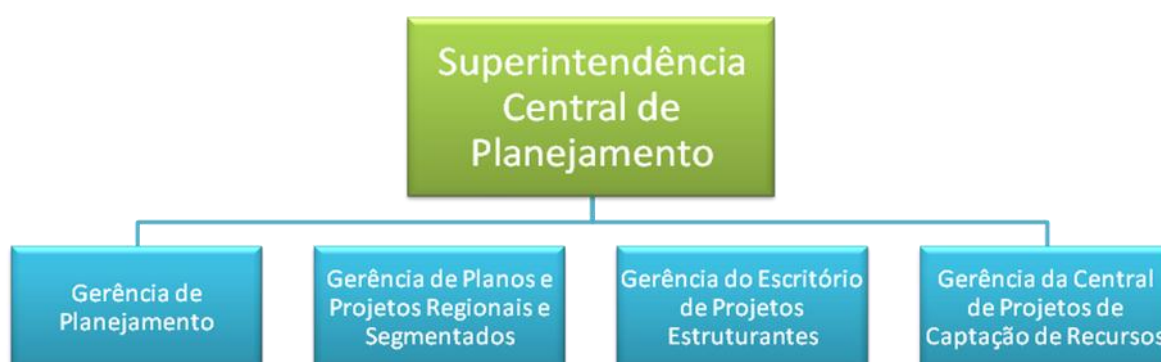 Superintendência
Central de
Planejamento
Gerência de
Planejamento
Gerência de Planos e
Projetos Regionais e
Segmentados
Gerência do Escritório
de Projetos
Estruturantes
Gerência da Central
de Projetos de
Captação de Recursos